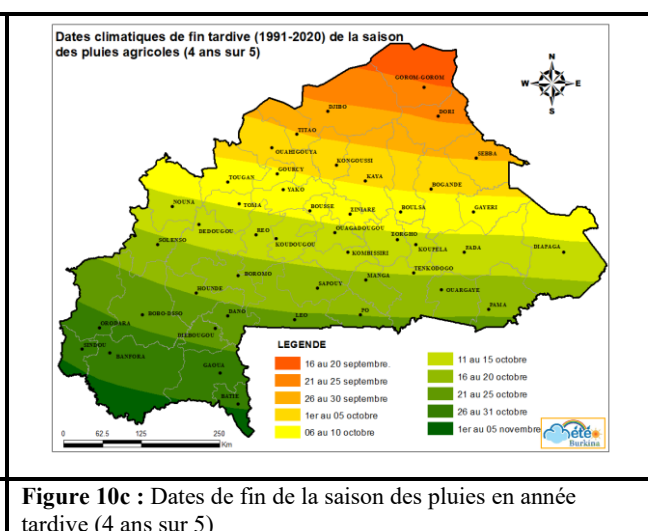 Dates climatiques de fin tardive (1991-2020) de la saison
des pluies agricoles (4 ans sur 5)
N
W E
S
GOROM-GOROM
DJIBO
DORI
TITAO
OUAHIGOUYA
KONGOUSSI
SEBBA
GOURCY
TOUGAN
KAYA
YAKO
BOGANDE
NOUNA
TOMA
BOUSSE
ZINIARE
BOULSA
GAYERI
DEDOUGOU
REO
OUAGADOUGOU
ZORGHO
SOLENSO
KOUDOUGOU
KOMBISSIRI
KOUPELA
FADA
DIAPAGA
BOROMO
TENKODOGO
MANGA
HOUNDE
SAPOUY
OUARGAYE
PAMA
BOBO-DSSO
DANO
LEO
PO
ORODARA
DIEBOUGOU
SINDOU
BANFORA
GAOUA
BATIE
LEGENDE
16 au 20 septembre.
21 au 25 septembre
26 au 30 septembre
1er au 05 octobre
06 au 10 octobre
11 au 15 octobre
16 au 20 octobre
21 au 25 octobre
26 au 31 octobre
1er au 05 novembre
0 62.5 125 250
Km
Météo
Burkina
Figure 10c : Dates de fin de la saison des pluies en année
tardive (4 ans sur 5)